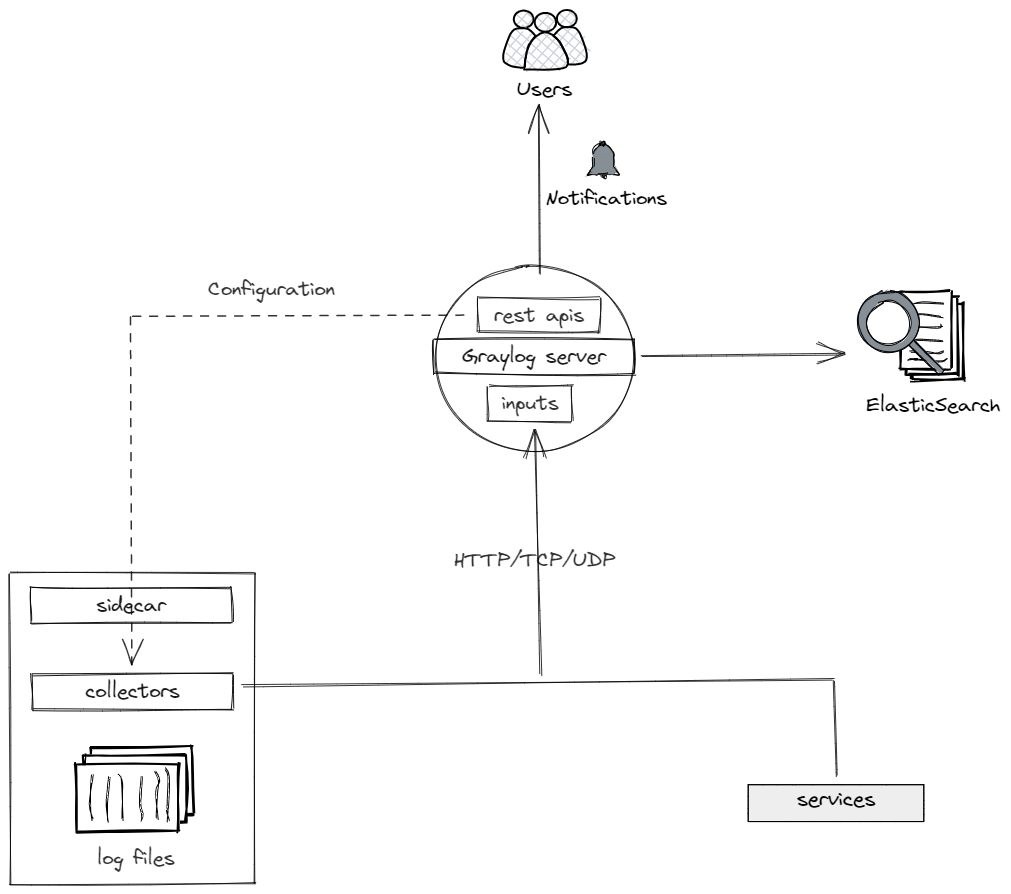 Users
Notifications
Configuration
rest apis
Graylog server
inputs
ElasticSearch
HTTP/TCP/UDP
sidecar
collectors
log files
services